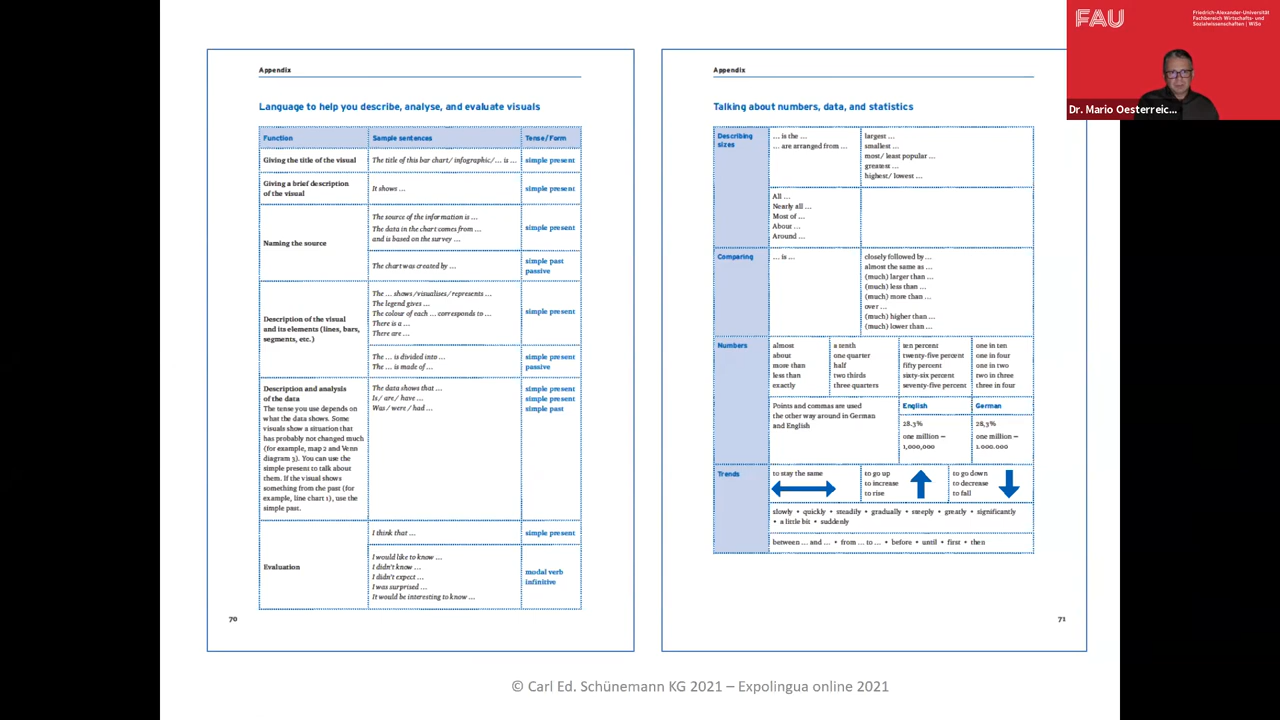 Appendix
Language to help you describe, analyse, and evaluate visuals
Function
Sample sentences
Tense/Form
Giving the title of the visual
The title of this bar chart/ infographic/… is …
simple present
Giving a brief description
of the visual
It shows …
simple present
Naming the source
The source of the information is …
The data in the chart comes from …
and is based on the survey …
simple present
The chart was created by …
simple past
passive
Description of the visual
and its elements (lines, bars,
segments, etc.)
The … shows/visualises/represents …
The legend gives …
The colour of each … corresponds to …
There is a …
There are …
simple present
The … is divided into …
The … is made of …
simple present
passive
Description and analysis
of the data
The tense you use depends on
what the data shows. Some
visuals show a situation that
has probably not changed much
(for example, map 2 and Venn
diagram 3). You can use the
simple present to talk about
them. If the visual shows
something from the past (for
example, line chart 1), use the
simple past.
The data shows that …
Is / are / have …
Was / were / had …
simple present
simple present
simple past
Evaluation
I think that …
simple present
I would like to know …
I didn't know …
I didn't expect …
I was surprised …
It would be interesting to know …
modal verb
infinitive
70
Appendix
Talking about numbers, data, and statistics
Describing
sizes
… is the …
… are arranged from …
largest …
smallest …
most/ least popular …
greatest …
highest/ lowest …
All …
Nearly all …
Most of …
About …
Around …
Comparing
… is …
closely followed by …
almost the same as …
(much) larger than …
(much) less than …
(much) more than …
over …
(much) higher than …
(much) lower than …
Numbers
almost
about
more than
less than
exactly
a tenth
one quarter
half
two thirds
three quarters
ten percent
twenty-five percent
fifty percent
sixty-six percent
seventy-five percent
one in ten
one in four
one in two
two in three
three in four
Points and commas are used
the other way around in German
and English
English
28.3%
one million =
1,000,000
German
28,3%
one million =
1.000.000
Trends
to stay the same
to go up
to increase
to rise
to go down
to decrease
to fall
slowly • quickly • steadily • gradually • steeply • greatly • significantly
• a little bit • suddenly
between … and … • from … to … • before • until • first • then
71
© Carl Ed. Schünemann KG 2021 – Expolingua online 2021
FAU
Friedrich-Alexander-Universität
Fachbereich Wirtschafts- und
Sozialwissenschaften | WiSo
Dr. Mario Oesterreic...